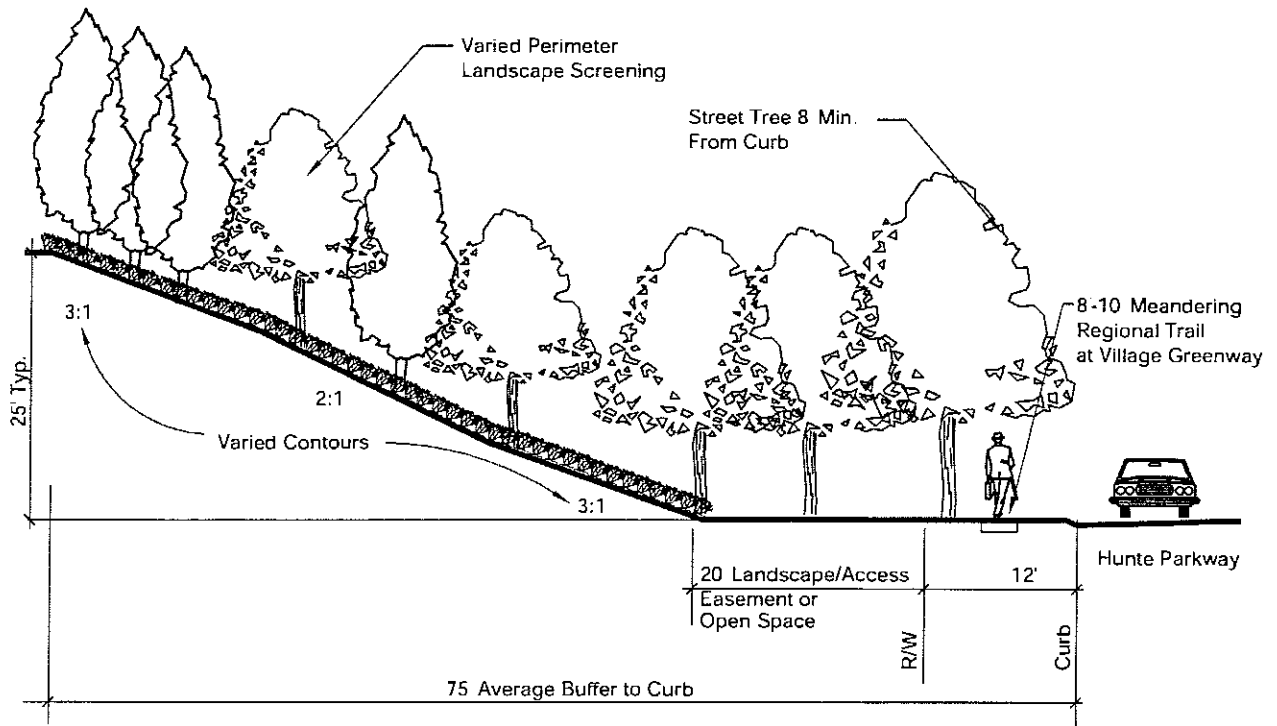 Varied Perimeter
Landscape Screening
Street Tree 8 Min.
From Curb
8-10 Meandering
Regional Trail
at Village Greenway
3:1
25' Typ.
2:1
Varied Contours
3:1
Hunte Parkway
20 Landscape/Access
Easement or
Open Space
12'
R/W
Curb
75 Average Buffer to Curb